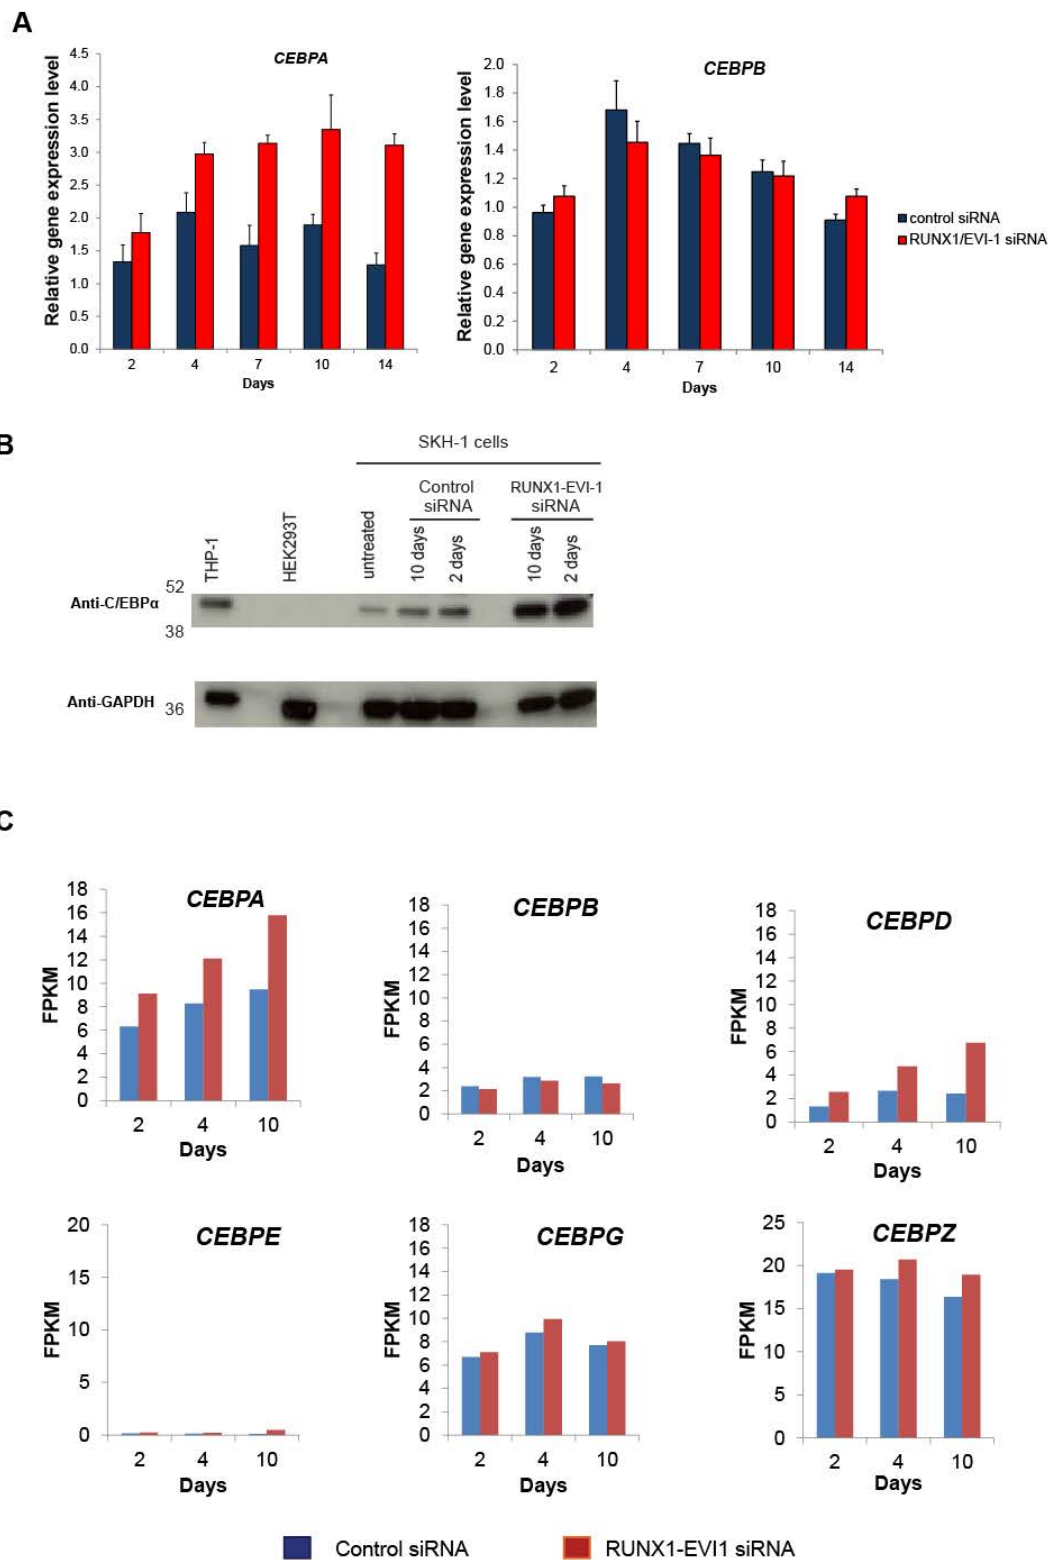 A
CEBPA
Relative gene expression level
4.5
4.0
3.5
3.0
2.5
2.0
1.5
1.0
0.5
0.0
2 4 7 10 14
Days
CEBPB
Relative gene expression level
2.0
1.8
1.6
1.4
1.2
1.0
0.8
0.6
0.4
0.2
0.0
2 4 7 10 14
Days
control siRNA
RUNX1/EVI-1 siRNA
B
SKH-1 cells
Control
siRNA
RUNX1-EVI-1
siRNA
THP-1
HEK293T
untreated
10 days
2 days
10 days
2 days
52
Anti-C/EBPα
38
Anti-GAPDH
36
C
CEBPA
FPKM
18
16
14
12
10
8
6
4
2
0
2 4 10
Days
CEBPB
FPKM
18
16
14
12
10
8
6
4
2
0
2 4 10
Days
CEBPD
FPKM
18
16
14
12
10
8
6
4
2
0
2 4 10
Days
CEBPE
FPKM
20
15
10
5
0
2 4 10
Days
CEBPG
FPKM
18
16
14
12
10
8
6
4
2
0
2 4 10
Days
CEBPZ
FPKM
25
20
15
10
5
0
2 4 10
Days
Control siRNA
RUNX1-EVI1 siRNA